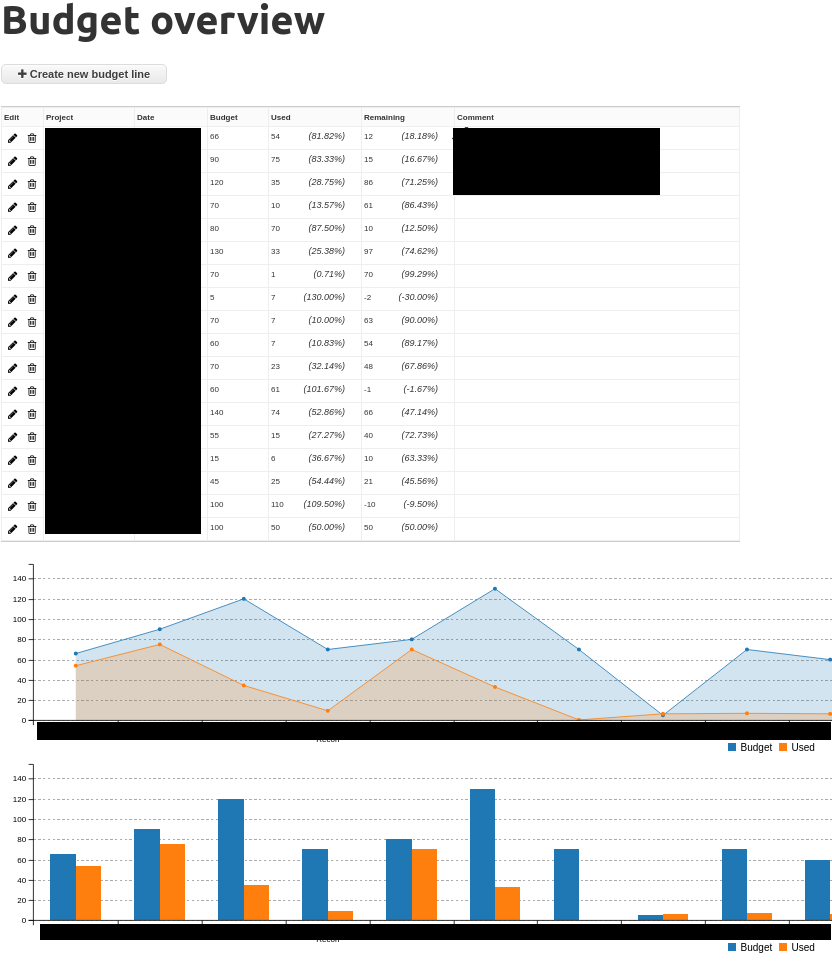 Budget overview
Create new budget line
Edit Project Date Budget Used Remaining Comment
66 54 (81.82%) 12 (18.18%)
90 75 (83.33%) 15 (16.67%)
120 35 (28.75%) 86 (71.25%)
70 10 (13.57%) 61 (86.43%)
80 70 (87.50%) 10 (12.50%)
130 33 (25.38%) 97 (74.62%)
70 1 (0.71%) 70 (99.29%)
5 7 (130.00%) -2 (-30.00%)
70 7 (10.00%) 63 (90.00%)
60 7 (10.83%) 54 (89.17%)
70 23 (32.14%) 48 (67.86%)
60 61 (101.67%) -1 (-1.67%)
140 74 (52.86%) 66 (47.14%)
55 15 (27.27%) 40 (72.73%)
15 6 (36.67%) 10 (63.33%)
45 25 (54.44%) 21 (45.56%)
100 110 (109.50%) -10 (-9.50%)
100 50 (50.00%) 50 (50.00%)
140
120
100
80
60
40
20
0
Budget Used
140
120
100
80
60
40
20
0
Budget Used